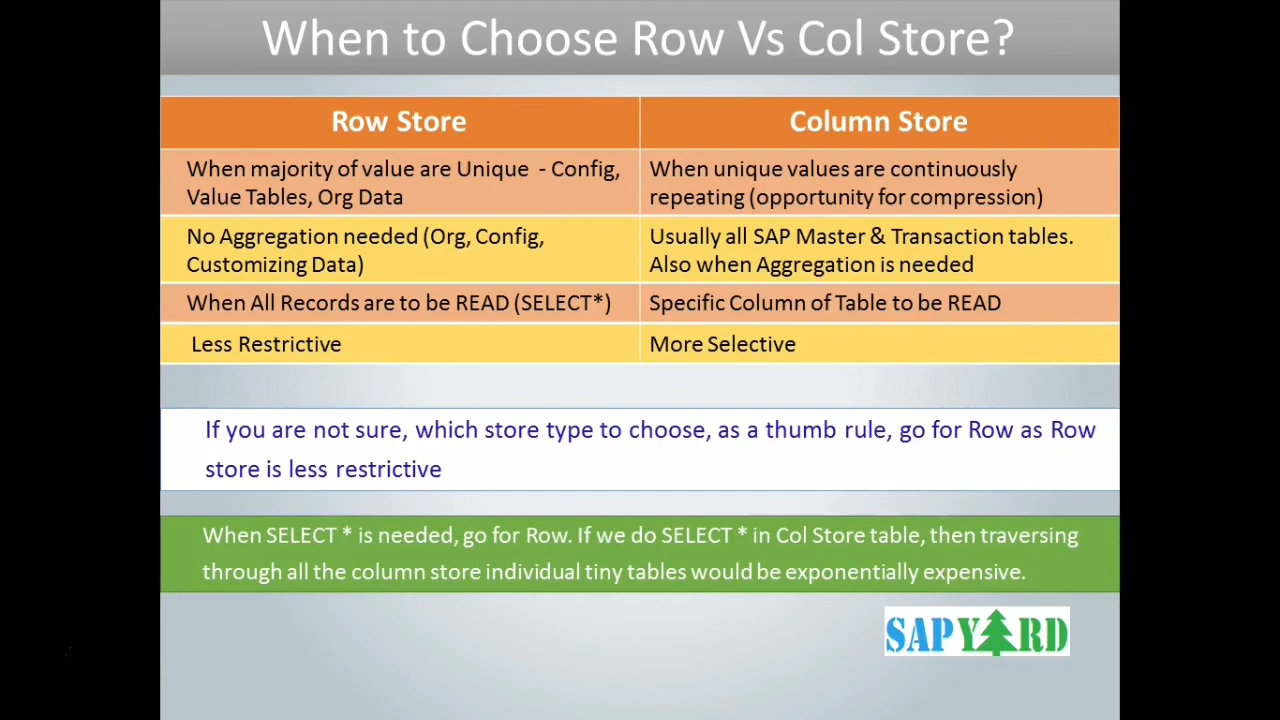 When to Choose Row Vs Col Store?
Row Store
Column Store
When majority of value are Unique - Config,
Value Tables, Org Data
When unique values are continuously
repeating (opportunity for compression)
No Aggregation needed (Org, Config,
Customizing Data)
Usually all SAP Master & Transaction tables.
Also when Aggregation is needed
When All Records are to be READ (SELECT*)
Specific Column of Table to be READ
Less Restrictive
More Selective
If you are not sure, which store type to choose, as a thumb rule, go for Row as Row
store is less restrictive
When SELECT * is needed, go for Row. If we do SELECT * in Col Store table, then traversing
through all the column store individual tiny tables would be exponentially expensive.
SAPYARD